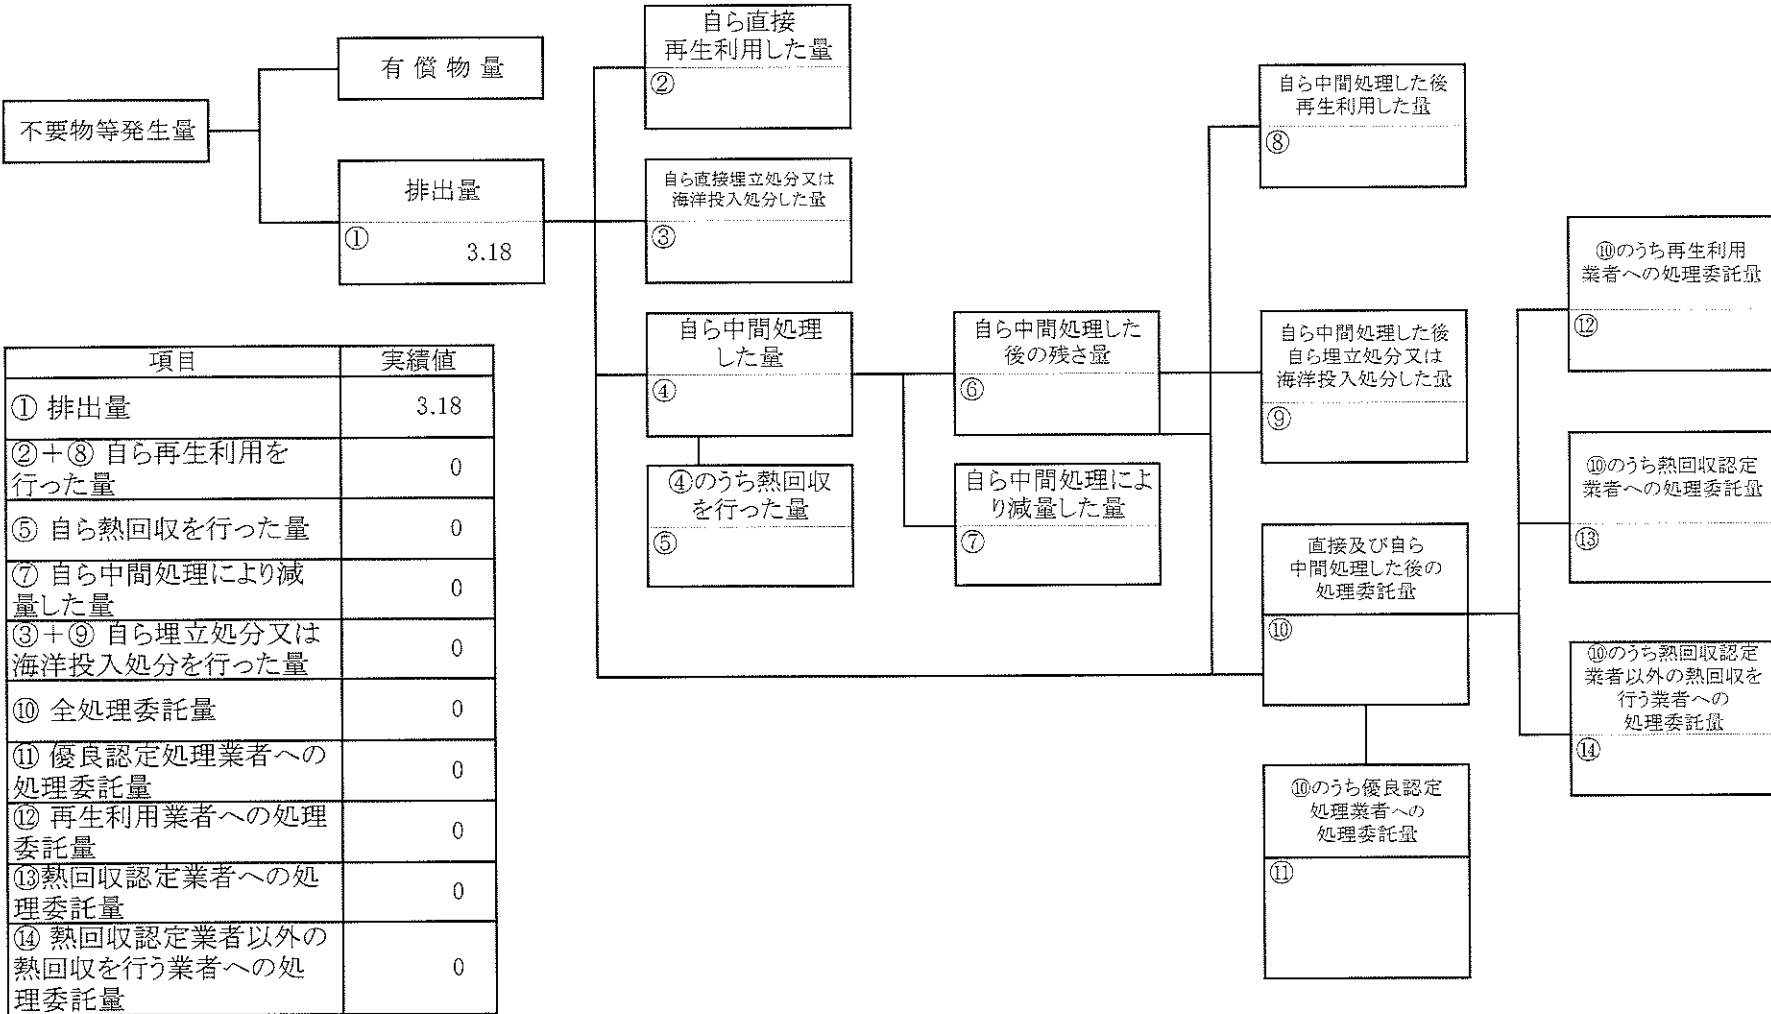 不要物等発生量
有償物量
排出量
①
3.18
自ら直接
再生利用した量
②
自ら直接埋立処分又は
海洋投入処分した量
③
自ら中間処理
した量
④
④のうち熱回収
を行った量
⑤
自ら中間処理した
後の残さ量
⑥
自ら中間処理によ
り減量した量
⑦
自ら中間処理した後
再生利用した量
⑧
自ら中間処理した後
自ら埋立処分又は
海洋投入処分した量
⑨
直接及び自ら
中間処理した後の
処理委託量
⑩
⑩のうち優良認定
処理業者への
処理委託量
⑪
⑩のうち再生利用
業者への処理委託量
⑫
⑩のうち熱回収認定
業者への処理委託量
⑬
⑩のうち熱回収認定
業者以外の熱回収を
行う業者への
処理委託量
⑭
項目 実績値
① 排出量 3.18
②＋⑧ 自ら再生利用を
行った量 0
⑤ 自ら熱回収を行った量 0
⑦ 自ら中間処理により減
量した量 0
③＋⑨ 自ら埋立処分又は
海洋投入処分を行った量 0
⑩ 全処理委託量 0
⑪ 優良認定処理業者への
処理委託量 0
⑫ 再生利用業者への処理
委託量 0
⑬熱回収認定業者への処
理委託量 0
⑭ 熱回収認定業者以外の
熱回収を行う業者への処
理委託量 0